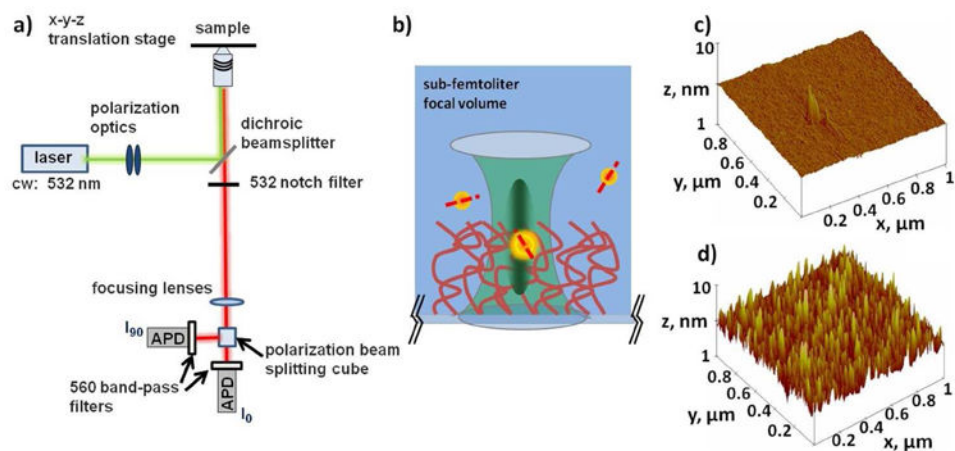 a)
x-y-z
translation stage
sample
polarization
optics
dichroic
beamsplitter
laser
cw: 532 nm
532 notch filter
focusing lenses
I90
APD
polarization beam
splitting cube
560 band-pass
filters
APD
I0
b)
sub-femtoliter
focal volume
c)
10
z, nm
1
0.8
0.6
0.4
0.2
y, μm
0.2
0.4
0.6
0.8
1
x, μm
d)
10
z, nm
1
0.8
0.6
0.4
0.2
y, μm
0.2
0.4
0.6
0.8
1
x, μm